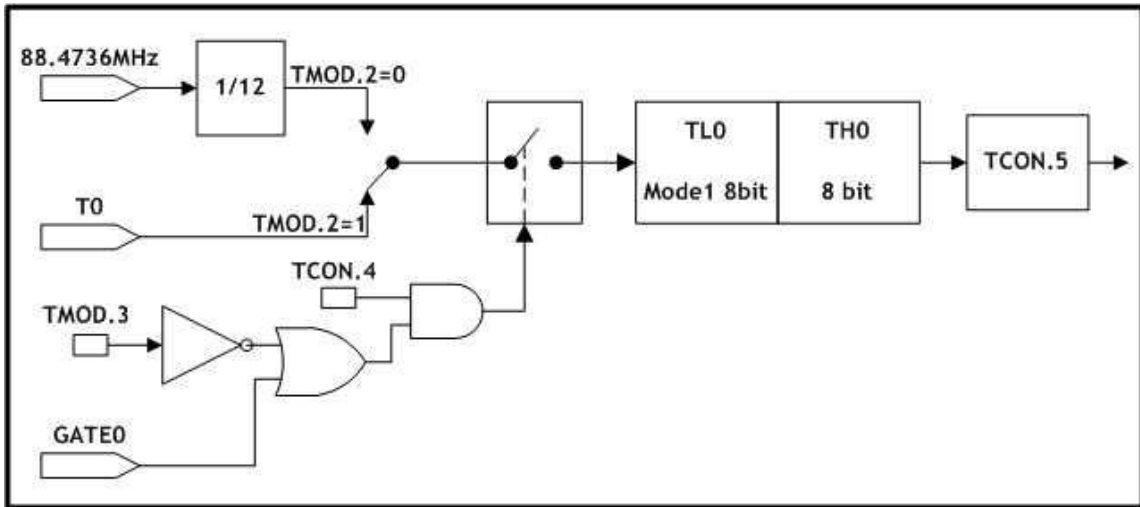 88.4736MHz
1/12
TMOD.2=0
TL0
TH0
Mode1 8bit
8 bit
TCON.5
T0
TMOD.2=1
TCON.4
TMOD.3
GATE0